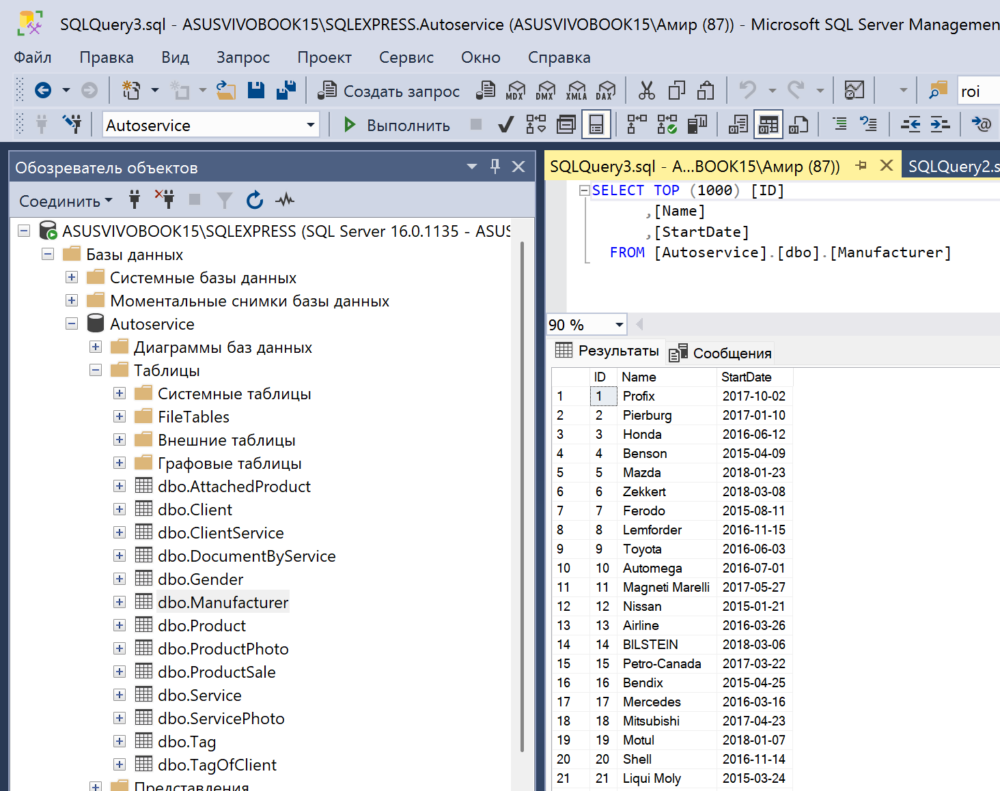 SQLQuery3.sql - ASUSVIVOBOOK15\SQLEXPRESS.Autoservice (ASUSVIVOBOOK15\Амир (87)) - Microsoft SQL Server Managemen
Файл Правка Вид Запрос Проект Сервис Окно Справка
Создать запрос MDX DMX XMLA DAX roi
Autoservice Выполнить
Обозреватель объектов
Соединить
ASUSVIVOBOOK15\SQLEXPRESS (SQL Server 16.0.1135 - ASUS
Базы данных
Системные базы данных
Моментальные снимки базы данных
Autoservice
Диаграммы баз данных
Таблицы
Системные таблицы
FileTables
Внешние таблицы
Графовые таблицы
dbo.AttachedProduct
dbo.Client
dbo.ClientService
dbo.DocumentByService
dbo.Gender
dbo.Manufacturer
dbo.Product
dbo.ProductPhoto
dbo.ProductSale
dbo.Service
dbo.ServicePhoto
dbo.Tag
dbo.TagOfClient
Представления
SQLQuery3.sql - A...BOOK15\Амир (87)) SQLQuery2.s
SELECT TOP (1000) [ID]
,[Name]
,[StartDate]
FROM [Autoservice].[dbo].[Manufacturer]
90 %
Результаты Сообщения
ID Name StartDate
1 1 Profix 2017-10-02
2 2 Pierburg 2017-01-10
3 3 Honda 2016-06-12
4 4 Benson 2015-04-09
5 5 Mazda 2018-01-23
6 6 Zekkert 2018-03-08
7 7 Ferodo 2015-08-11
8 8 Lemforder 2016-11-15
9 9 Toyota 2016-06-03
10 10 Automega 2016-07-01
11 11 Magneti Marelli 2017-05-27
12 12 Nissan 2015-01-21
13 13 Airline 2016-03-26
14 14 BILSTEIN 2018-03-06
15 15 Petro-Canada 2017-03-22
16 16 Bendix 2015-04-25
17 17 Mercedes 2016-03-16
18 18 Mitsubishi 2017-04-23
19 19 Motul 2018-01-07
20 20 Shell 2016-11-14
21 21 Liqui Moly 2015-03-24